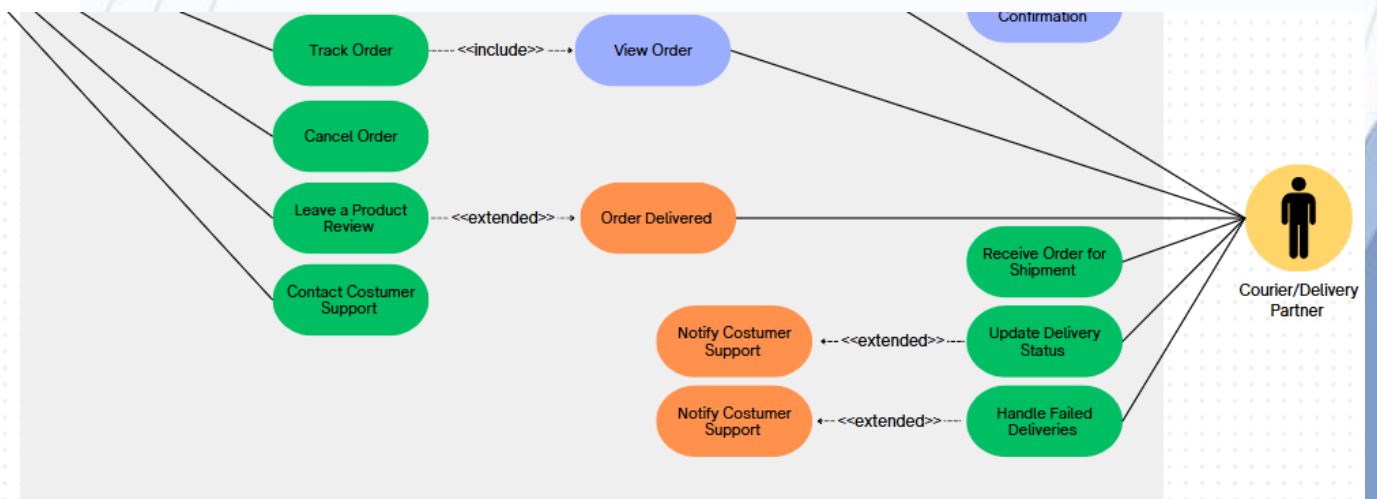 Confirmation
Track Order
<<include>>
View Order
Cancel Order
Leave a Product
Review
<<extended>>
Order Delivered
Receive Order for
Shipment
Contact Costumer
Support
Courier/Delivery
Partner
Notify Costumer
Support
<<extended>>
Update Delivery
Status
Notify Costumer
Support
<<extended>>
Handle Failed
Deliveries